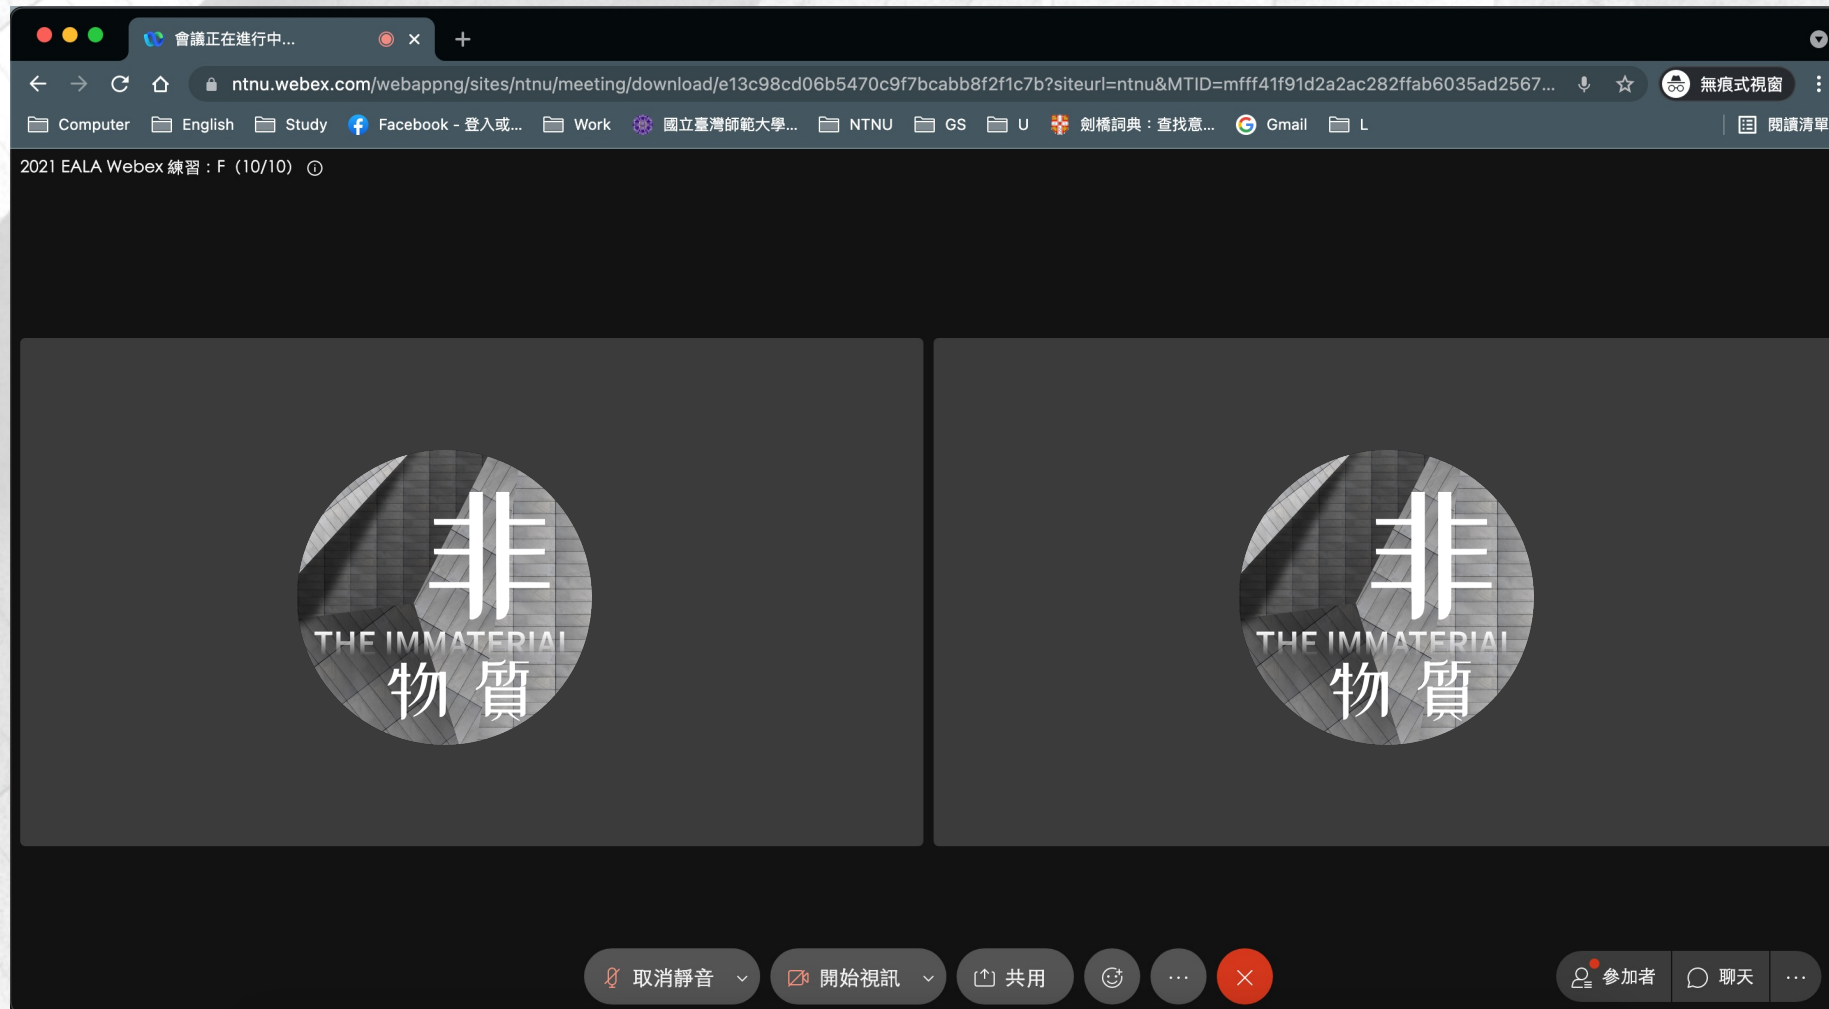 會議正在進行中...
ntnu.webex.com/webappng/sites/ntnu/meeting/download/e13c98cd06b5470c9f7bcabb8f2f1c7b?siteurl=ntnu&MTID=mfff41f91d2a2ac282ffab6035ad2567... 無痕式視窗
Computer English Study Facebook - 登入或... Work 國立臺灣師範大學... NTNU GS U 劍橋詞典：查找意... Gmail L 閱讀清單
2021 EALA Webex 練習：F（10/10）
非
THE IMMATERIAL
物質
非
THE IMMATERIAL
物質
取消靜音 開始視訊 共用 ... 參加者 聊天 ...